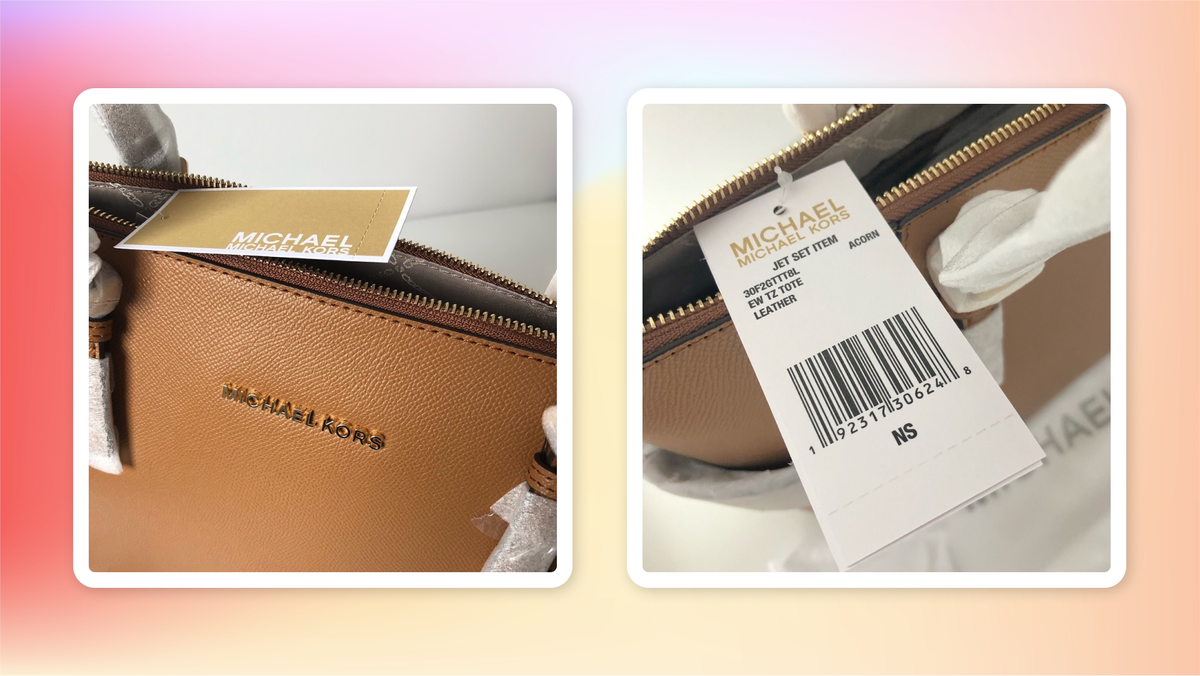 MICHAEL
MICHAEL KORS
MICHAEL KORS
MICHAEL
MICHAEL KORS
JET SET ITEM
ACORN
30F2GTTT8L
EW TZ TOTE
LEATHER
1 92317 30624 8
NS